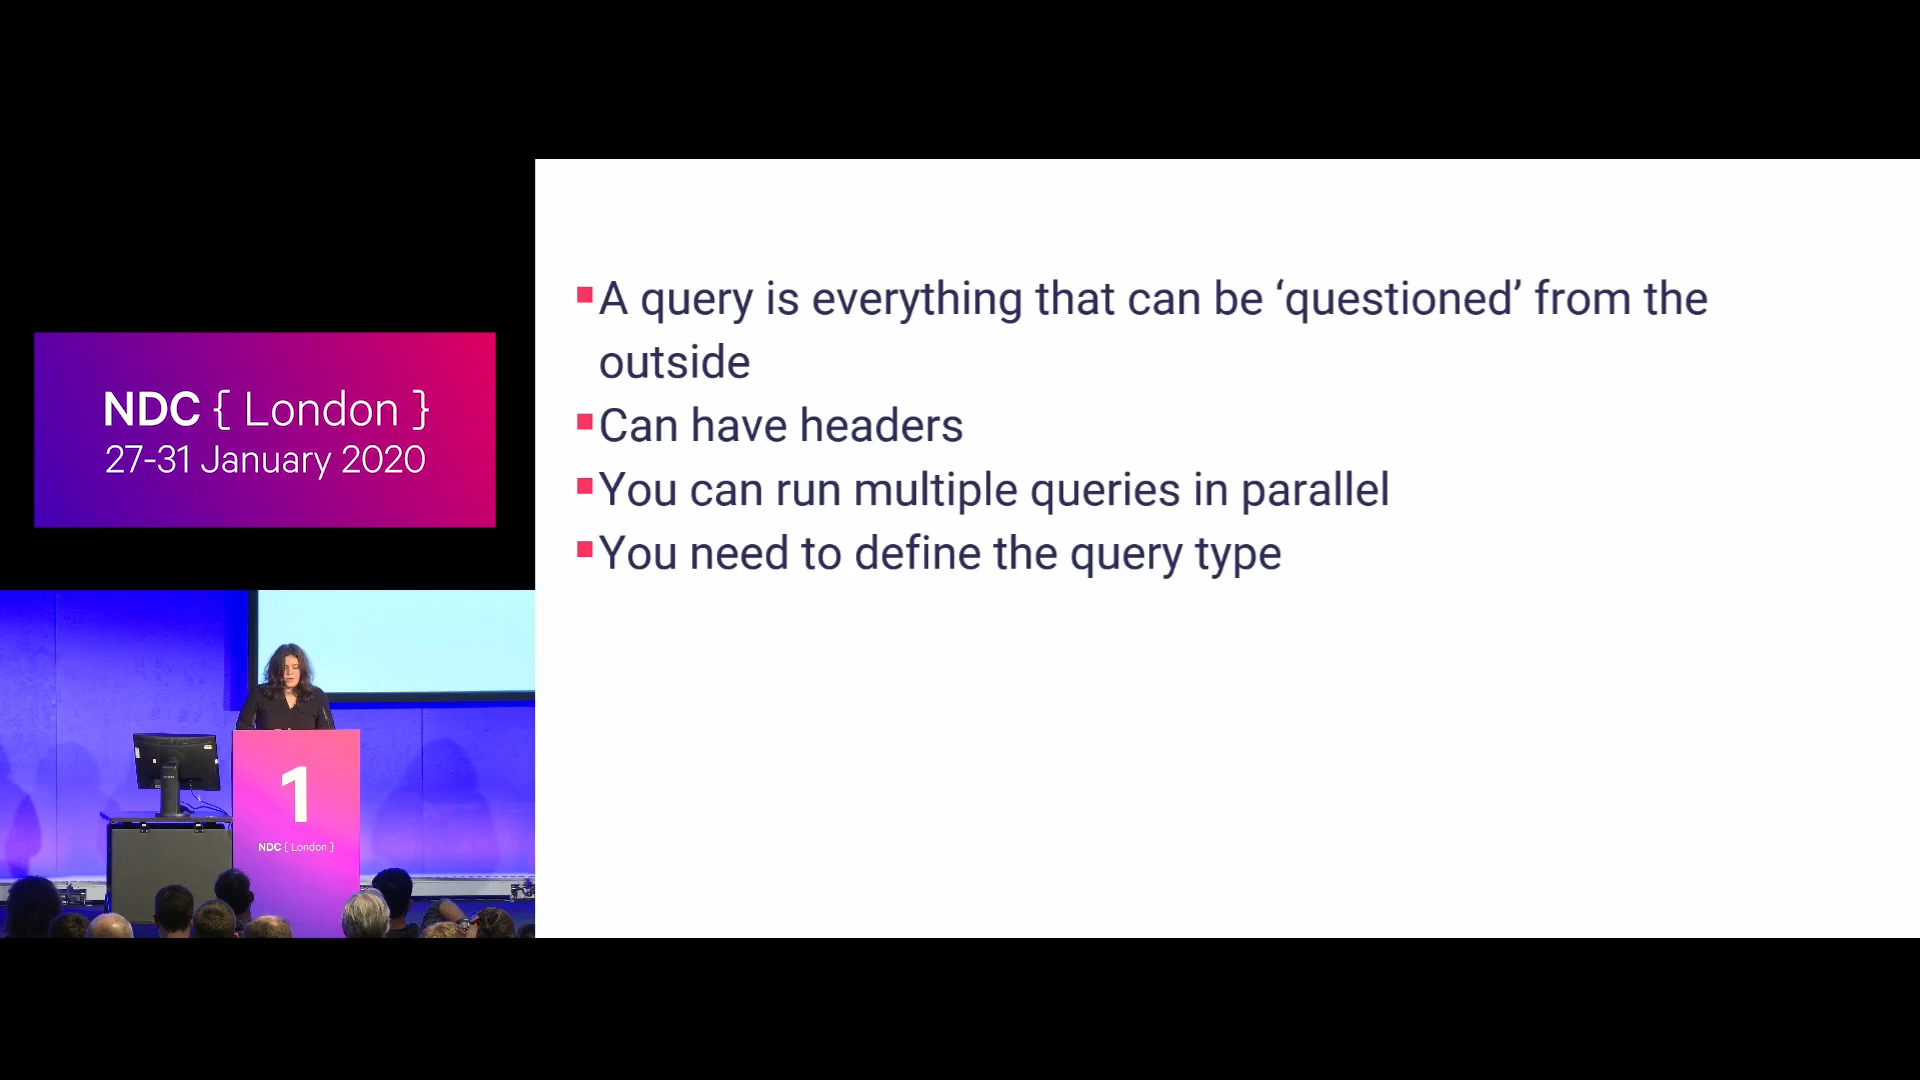 NDC { London }
27-31 January 2020
▪A query is everything that can be ‘questioned’ from the
outside
▪Can have headers
▪You can run multiple queries in parallel
▪You need to define the query type
1
NDC { London }